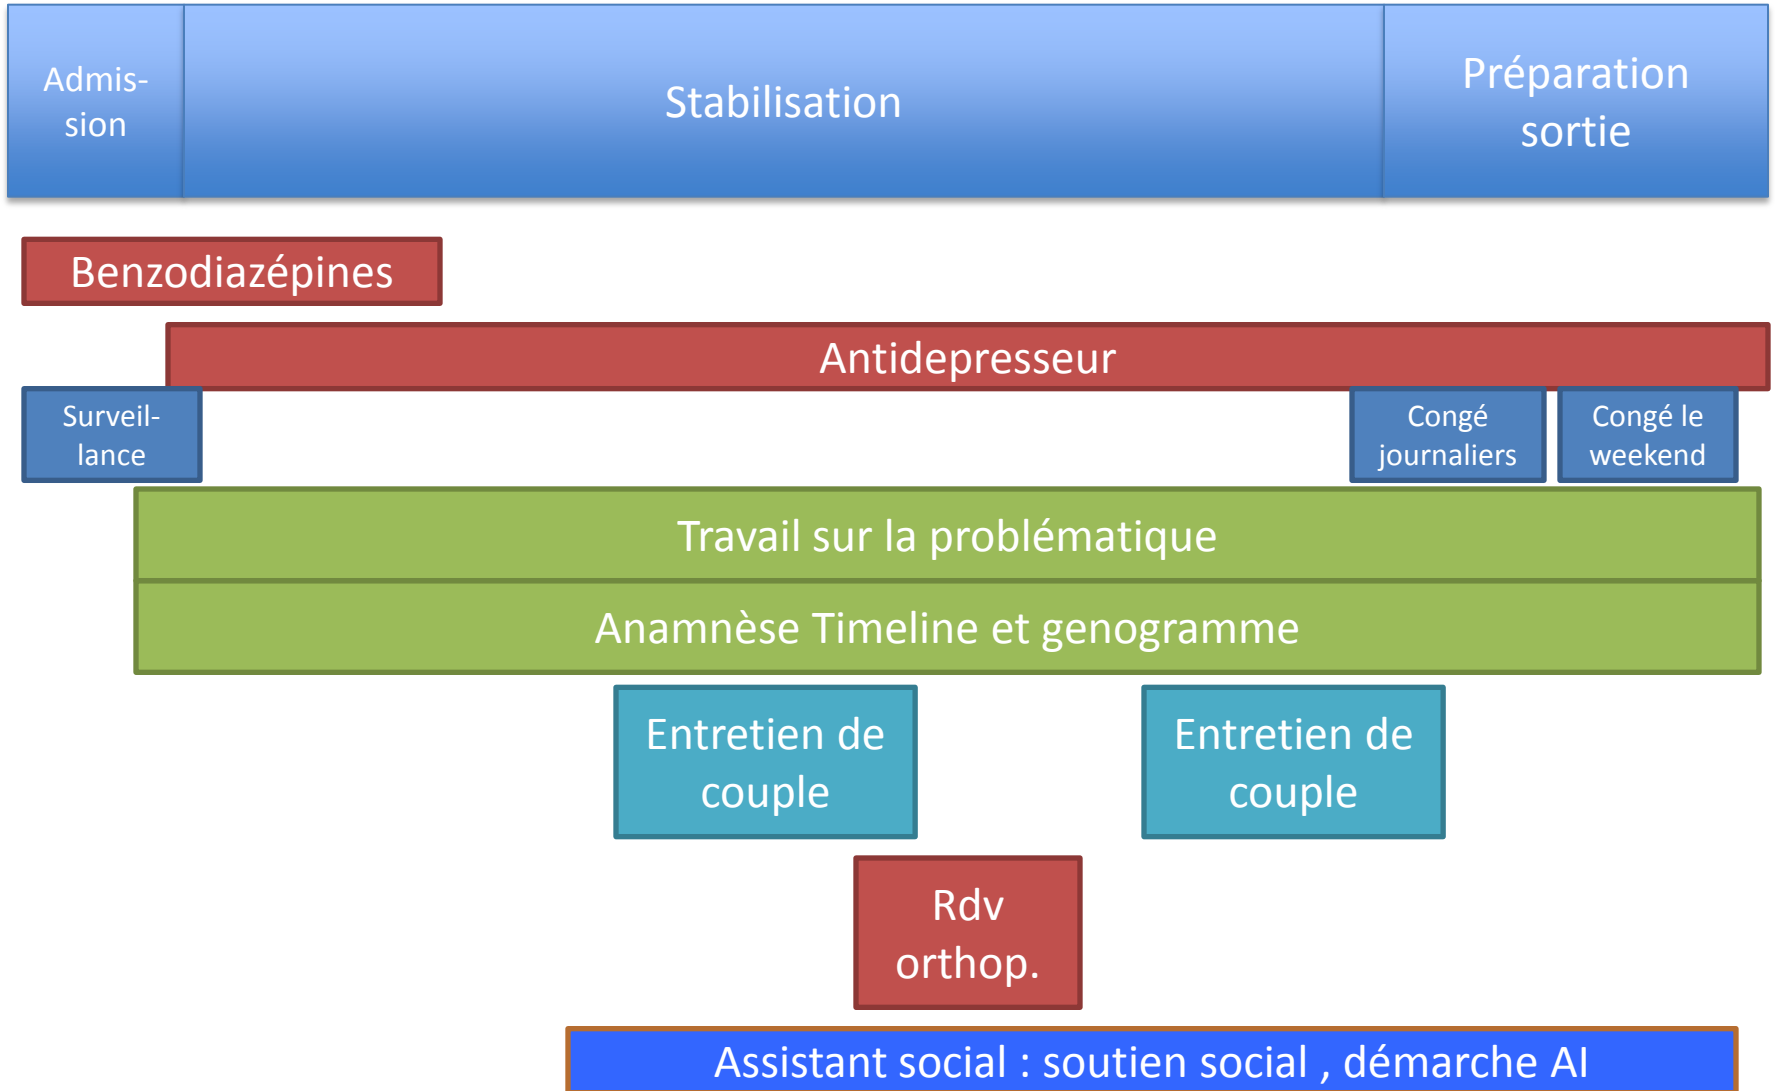 Admis-
sion
Stabilisation
Préparation
sortie
Benzodiazépines
Antidepresseur
Surveil-
lance
Congé
journaliers
Congé le
weekend
Travail sur la problématique
Anamnèse Timeline et genogramme
Entretien de
couple
Entretien de
couple
Rdv
orthop.
Assistant social : soutien social , démarche AI